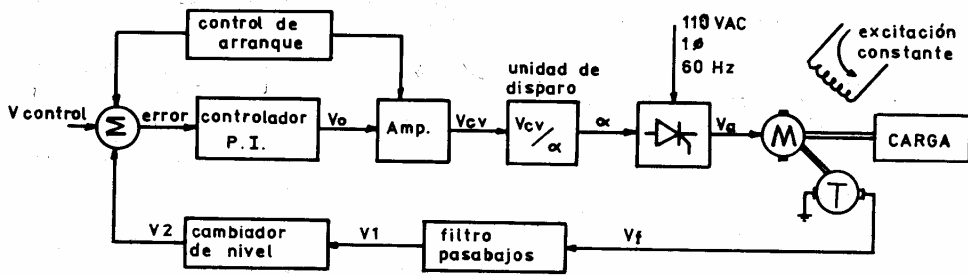 control de
arranque
110 VAC
1ø
60 Hz
excitación
constante
unidad de
disparo
V control
Σ
error
controlador
P. I.
Vo
Amp.
Vcv
Vcv/α
α
Va
M
CARGA
T
V2
cambiador
de nivel
V1
filtro
pasabajos
Vf